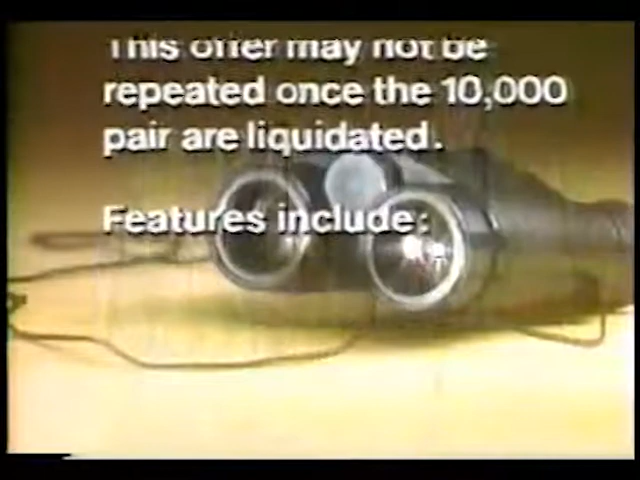 This offer may not be
repeated once the 10,000
pair are liquidated.
Features include: